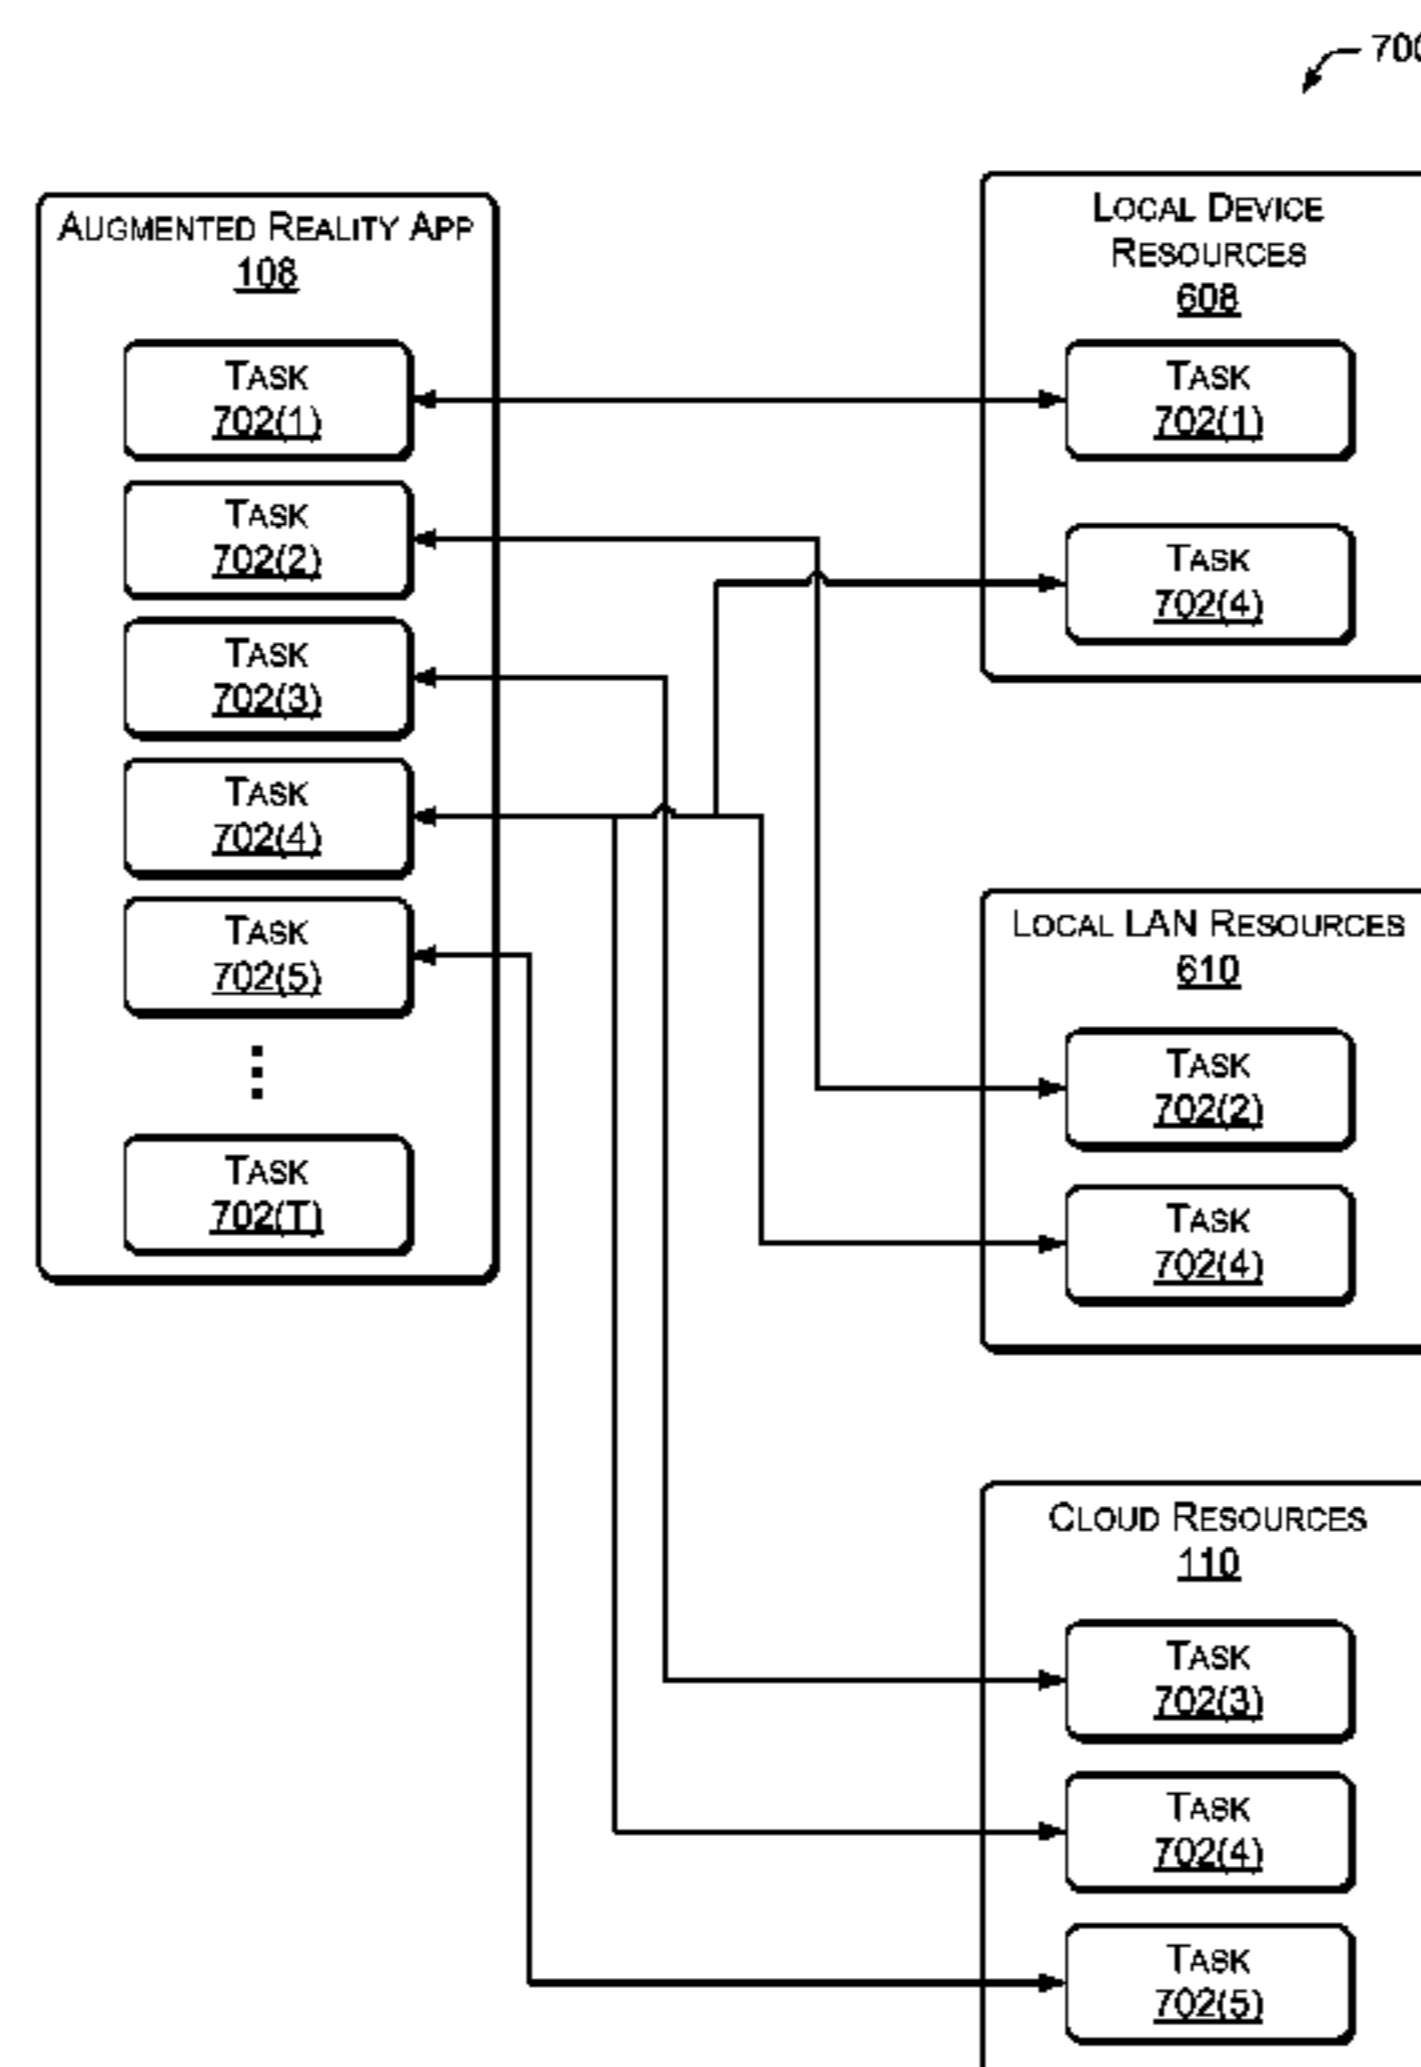 700
AUGMENTED REALITY APP
108
TASK
702(1)
TASK
702(2)
TASK
702(3)
TASK
702(4)
TASK
702(5)
TASK
702(T)
LOCAL DEVICE
RESOURCES
608
TASK
702(1)
TASK
702(4)
LOCAL LAN RESOURCES
610
TASK
702(2)
TASK
702(4)
CLOUD RESOURCES
110
TASK
702(3)
TASK
702(4)
TASK
702(5)